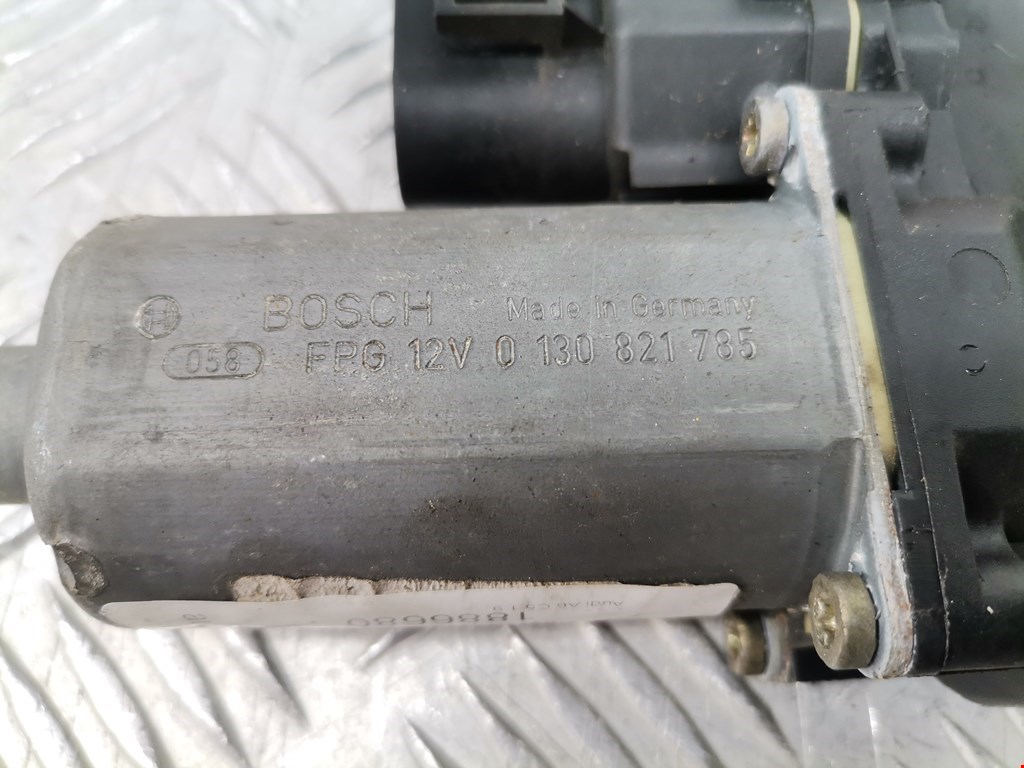 BOSCH Made in Germany
058 FPG 12V 0 130 821 785